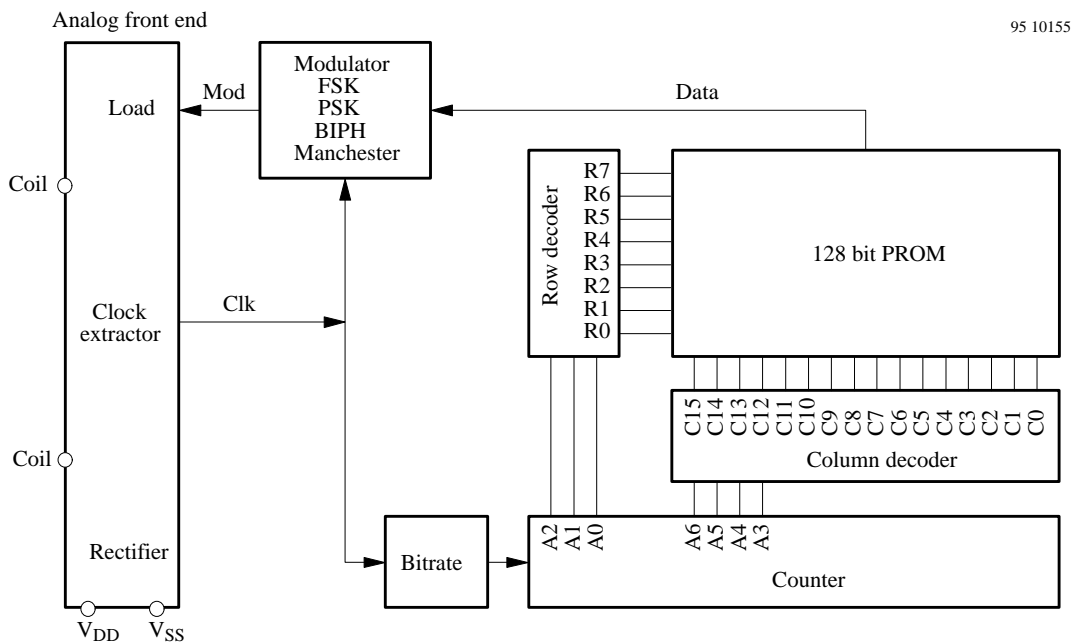 Analog front end
95 10155
Load
Mod
Modulator
FSK
PSK
BIPH
Manchester
Data
Coil
Row decoder
R7
R6
R5
R4
R3
R2
R1
R0
128 bit PROM
Clk
Clock
extractor
C15
C14
C13
C12
C11
C10
C9
C8
C7
C6
C5
C4
C3
C2
C1
C0
Column decoder
Coil
A2
A1
A0
A6
A5
A4
A3
Rectifier
Bitrate
Counter
VDD
VSS